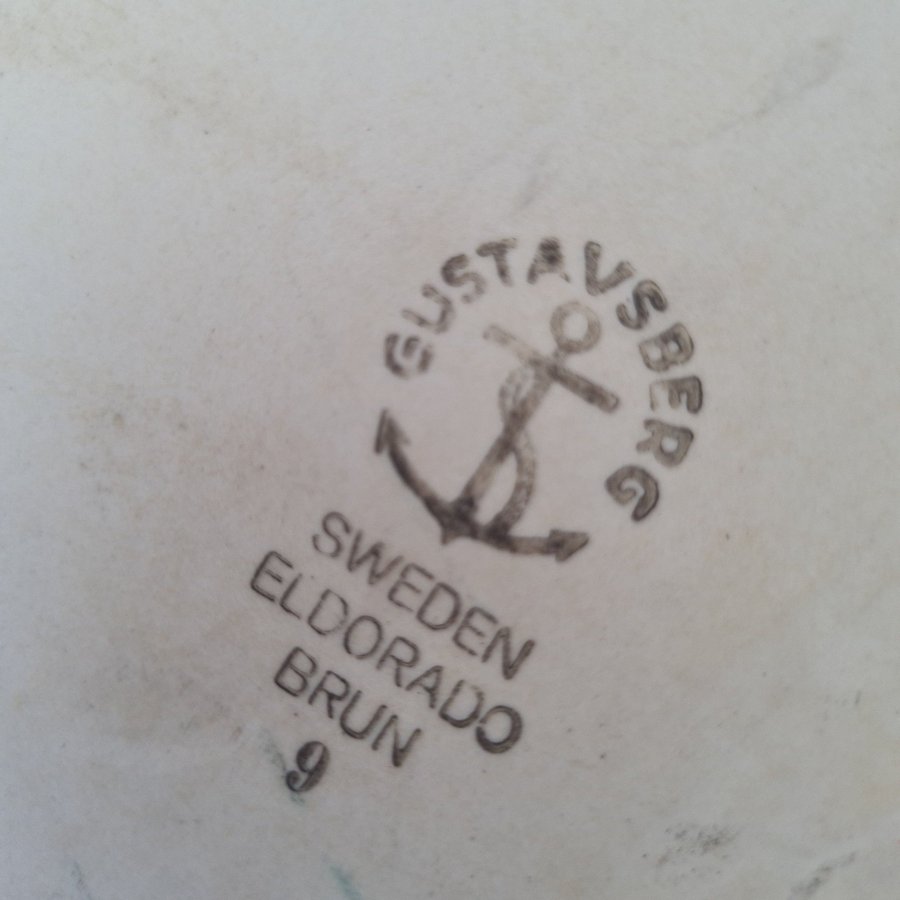 GUSTAVSBERG
SWEDEN
ELDORADO
BRUN
9